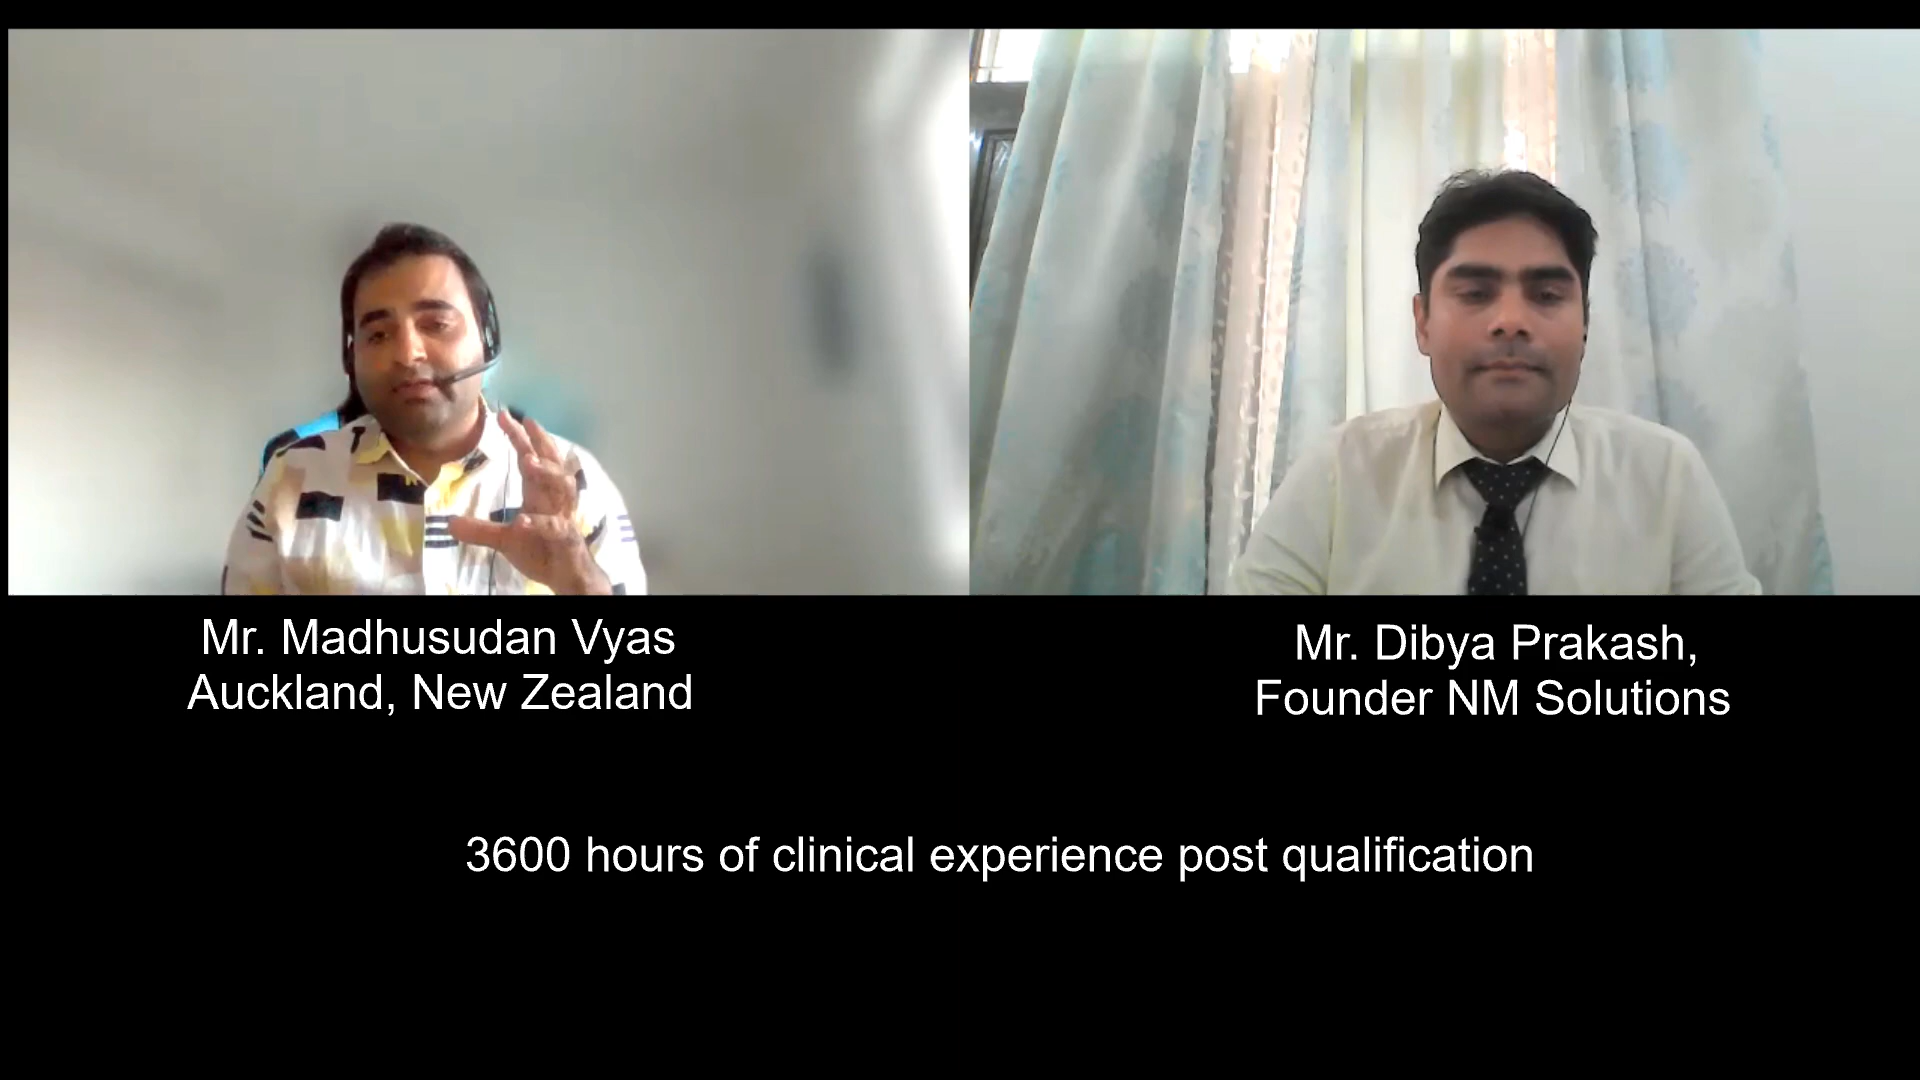 Mr. Madhusudan Vyas
Auckland, New Zealand
Mr. Dibya Prakash,
Founder NM Solutions
3600 hours of clinical experience post qualification